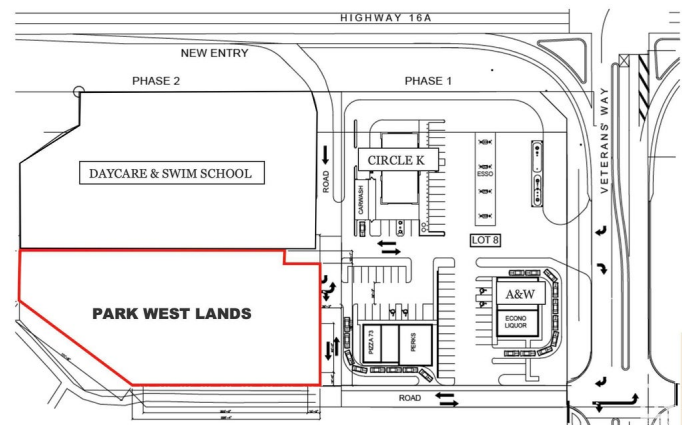 HIGHWAY 16A
NEW ENTRY
PHASE 2
PHASE 1
VETERANS' WAY
DAYCARE & SWIM SCHOOL
ROAD
CIRCLE K
CARWASH
ESSO
LOT 8
PARK WEST LANDS
A&W
ECONO
LIQUOR
PIZZA 73
PERKS
ROAD